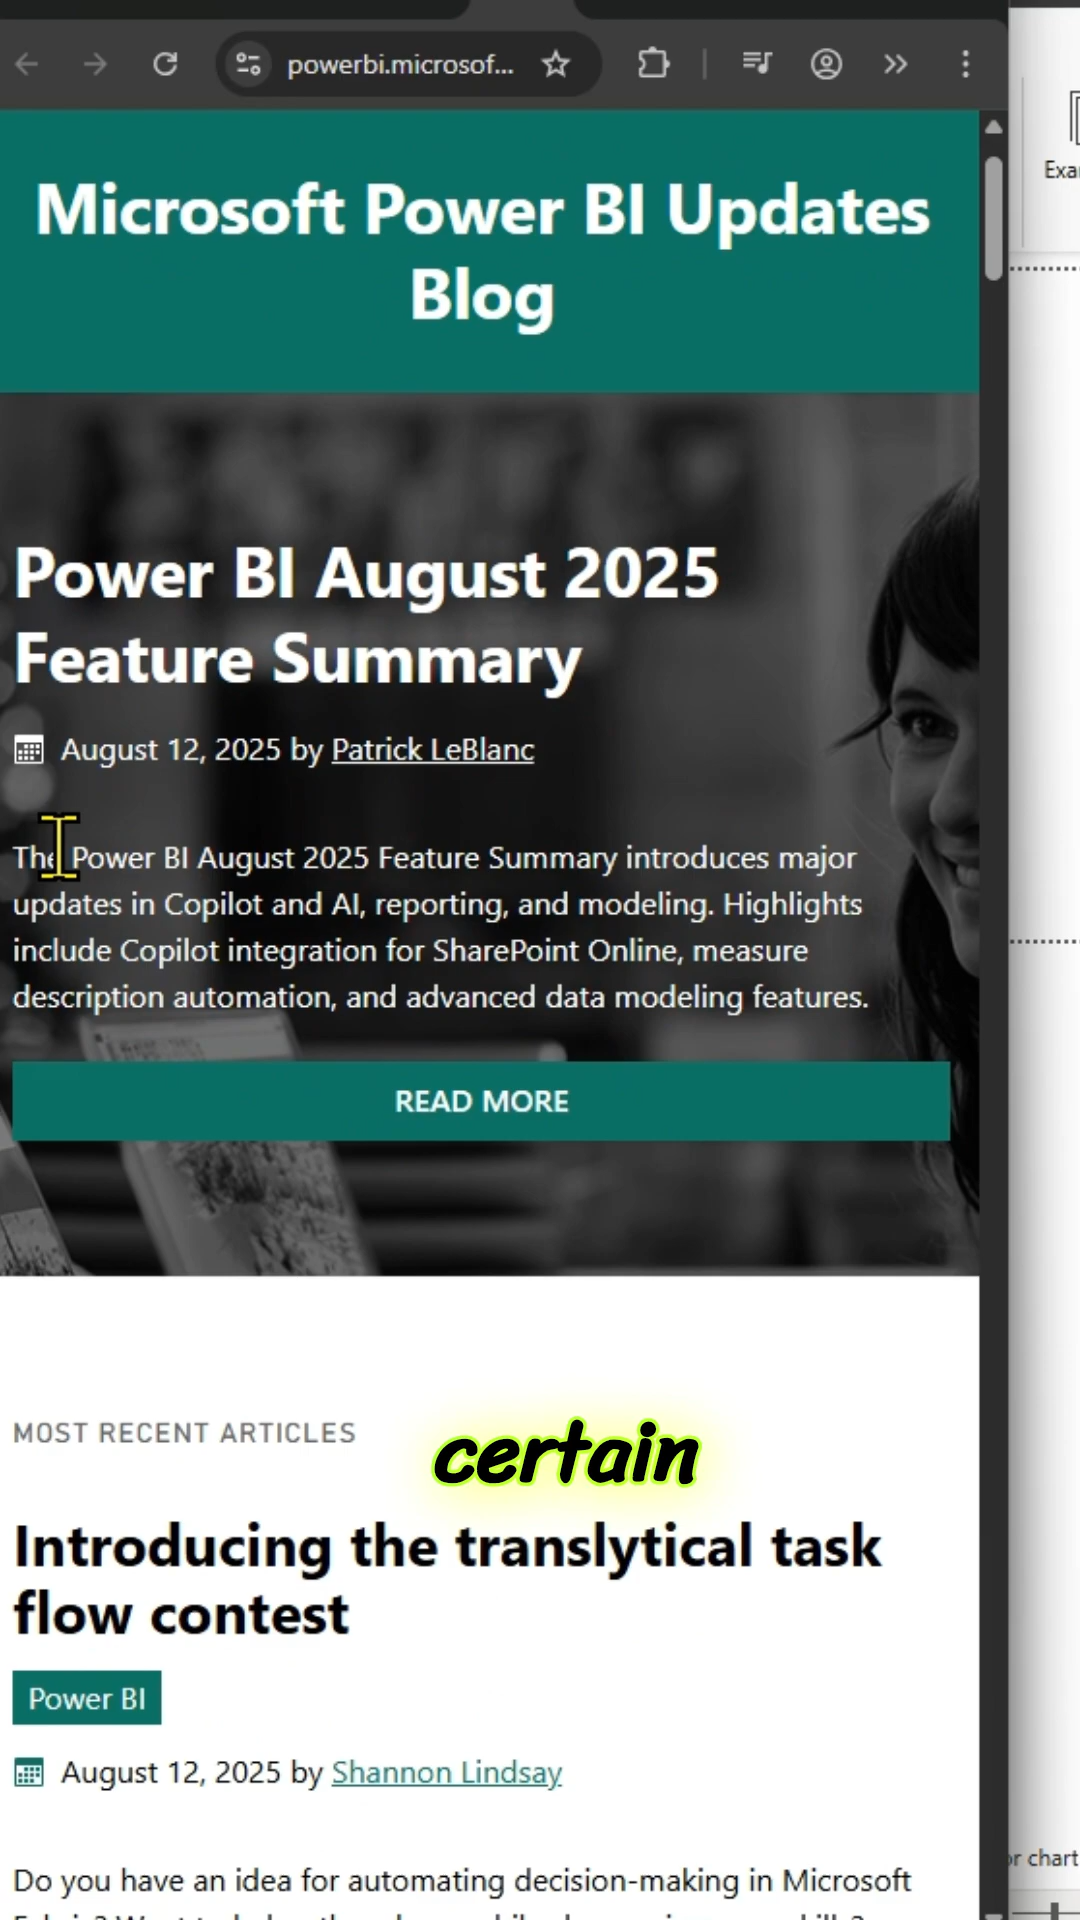 powerbi.microsof...
Microsoft Power BI Updates
Blog
Power BI August 2025
Feature Summary
August 12, 2025 by Patrick LeBlanc
The Power BI August 2025 Feature Summary introduces major
updates in Copilot and AI, reporting, and modeling. Highlights
include Copilot integration for SharePoint Online, measure
description automation, and advanced data modeling features.
READ MORE
MOST RECENT ARTICLES
certain
Introducing the translytical task
flow contest
Power BI
August 12, 2025 by Shannon Lindsay
Do you have an idea for automating decision-making in Microsoft
chart